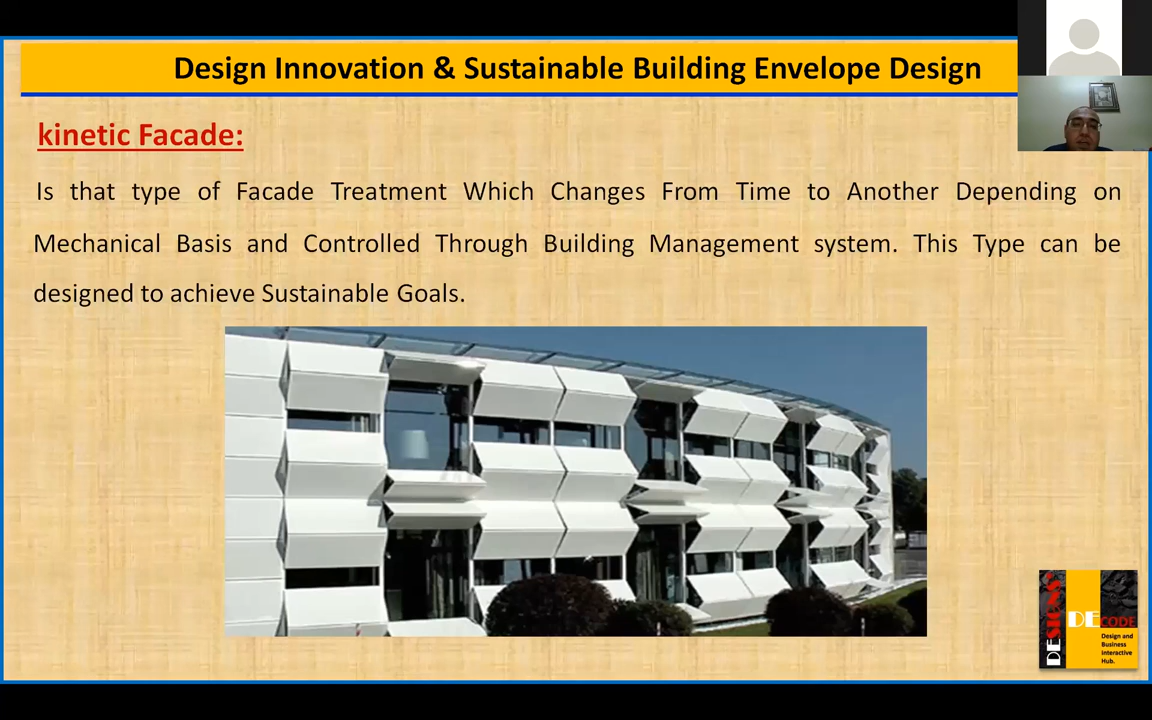 Design Innovation & Sustainable Building Envelope Design
kinetic Facade:
Is that type of Facade Treatment Which Changes From Time to Another Depending on
Mechanical Basis and Controlled Through Building Management system. This Type can be
designed to achieve Sustainable Goals.
DESIGNS
DECODE
Design and
Business
Interactive
Hub.